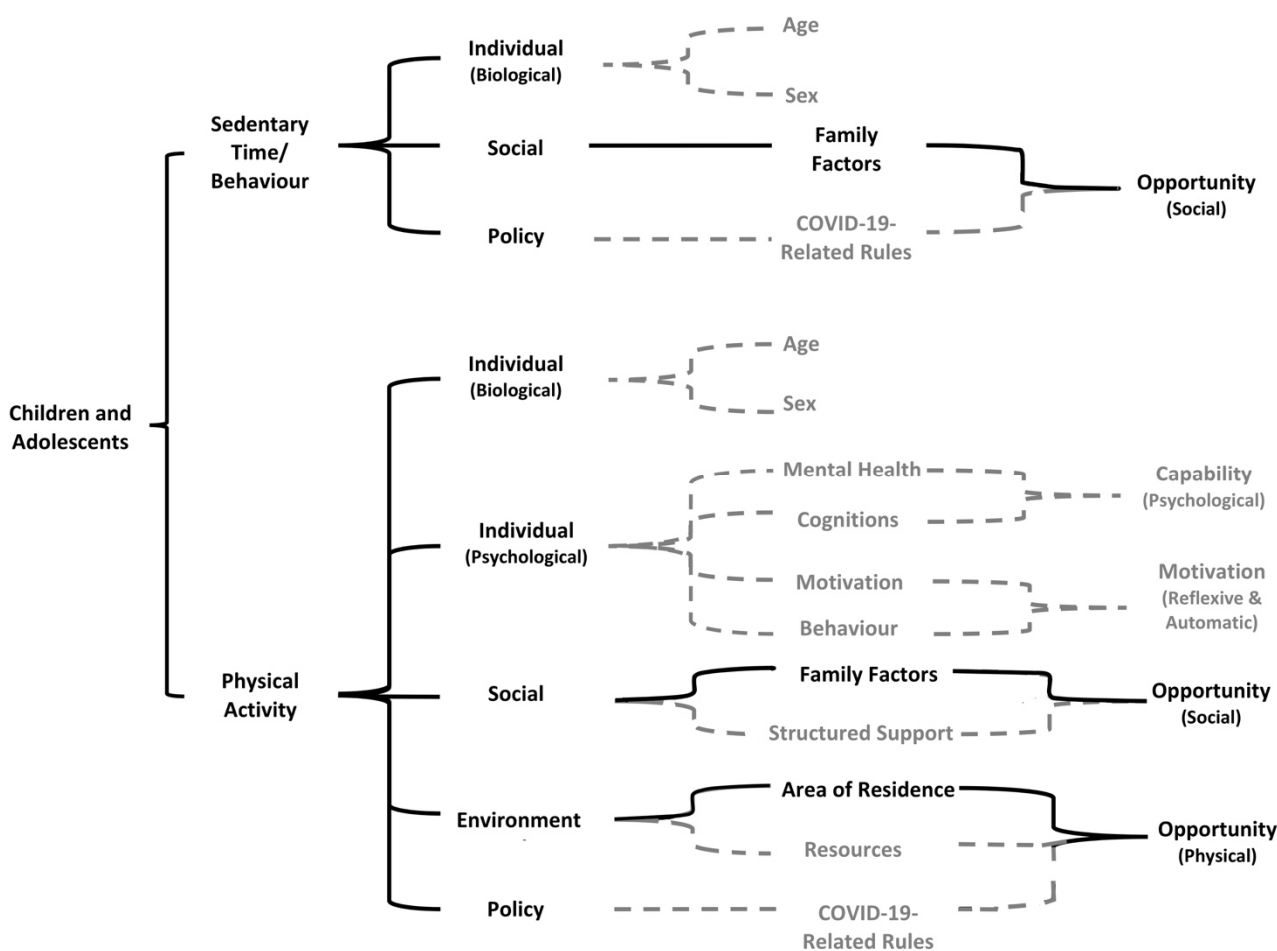 Children and
Adolescents
Sedentary
Time/
Behaviour
Individual
(Biological)
Age
Sex
Social
Family
Factors
Policy
COVID-19-
Related Rules
Opportunity
(Social)
Physical
Activity
Individual
(Biological)
Age
Sex
Individual
(Psychological)
Mental Health
Cognitions
Capability
(Psychological)
Motivation
Behaviour
Motivation
(Reflexive &
Automatic)
Social
Family Factors
Structured Support
Opportunity
(Social)
Environment
Area of Residence
Resources
Opportunity
(Physical)
Policy
COVID-19-
Related Rules